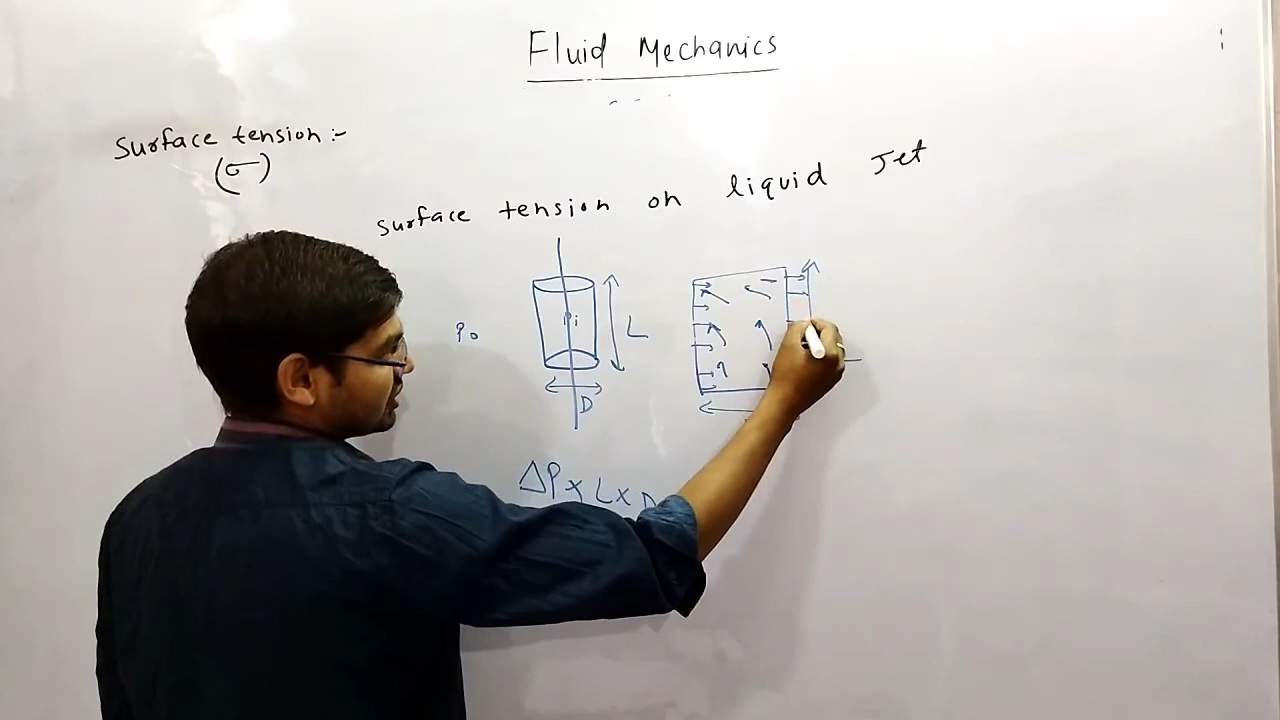 Fluid Mechanics
Surface tension :-
(σ)
Surface tension on liquid Jet
Po
Pi
L
D
ΔP x L x D